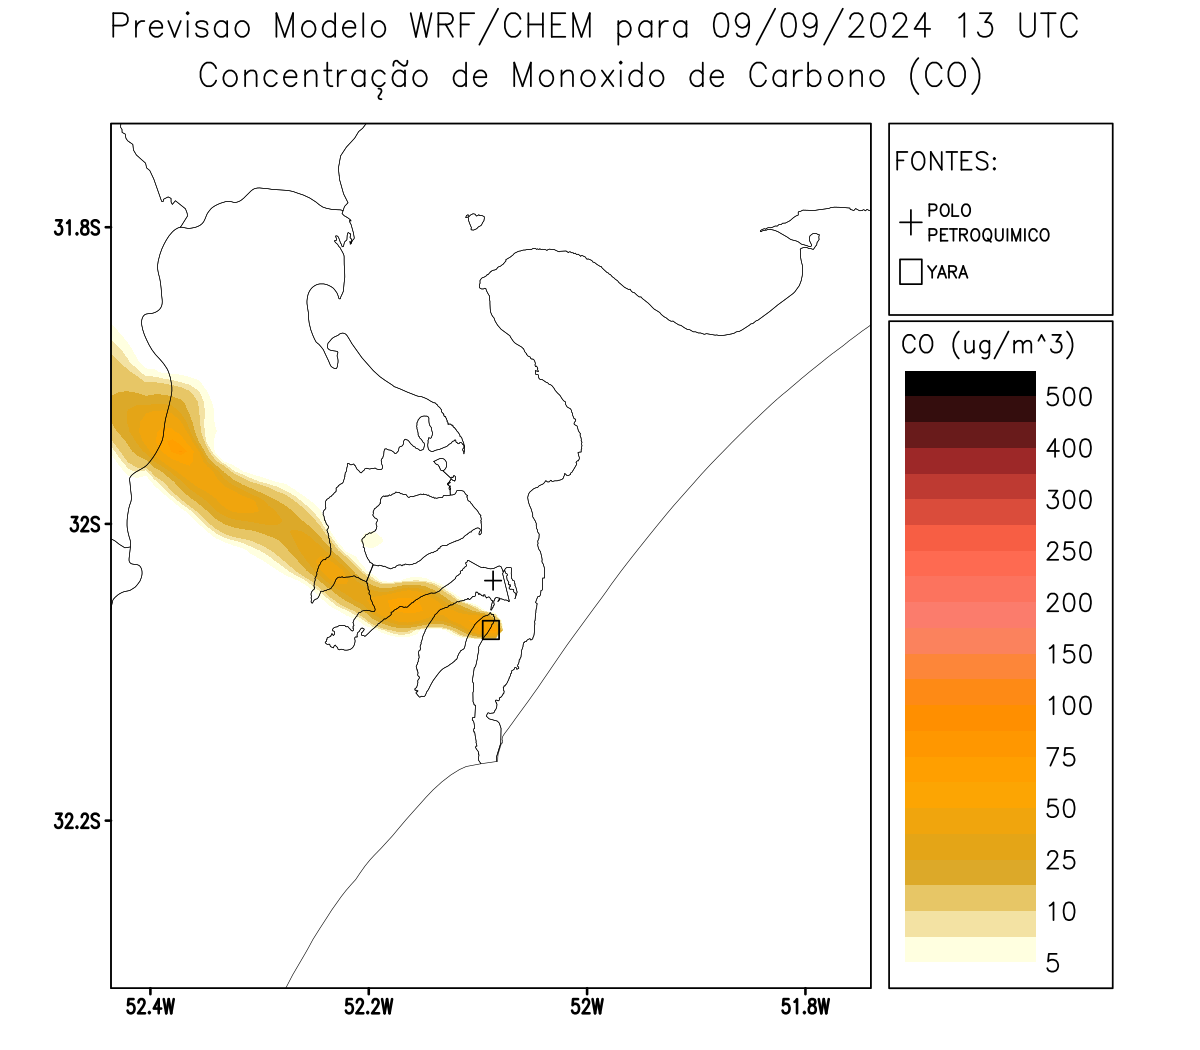 Previsao Modelo WRF/CHEM para 09/09/2024 13 UTC
Concentração de Monoxido de Carbono (CO)
FONTES:
POLO
PETROQUIMICO
YARA
CO (ug/m^3)
500
400
300
250
200
150
100
75
50
25
10
5
31.8S
32S
32.2S
52.4W
52.2W
52W
51.8W